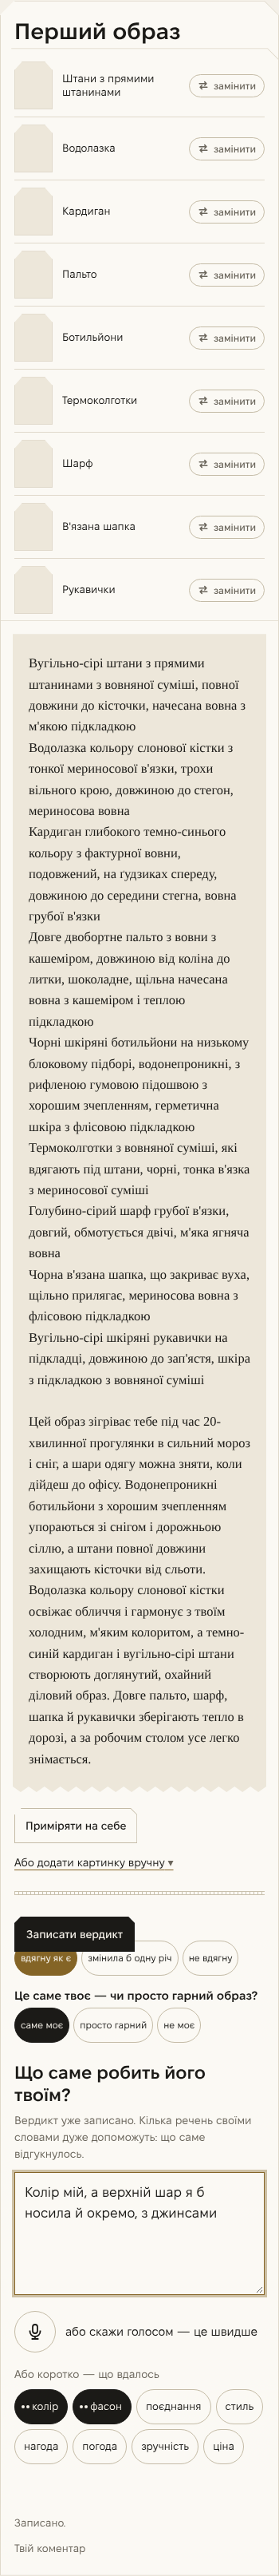 Перший образ
Штани з прямими
штанинами
замінити
Водолазка
замінити
Кардиган
замінити
Пальто
замінити
Ботильйони
замінити
Термоколготки
замінити
Шарф
замінити
В'язана шапка
замінити
Рукавички
замінити
Вугільно-сірі штани з прямими
штанинами з вовняної суміші, повної
довжини до кісточки, начесана вовна з
м'якою підкладкою
Водолазка кольору слонової кістки з
тонкої мериносової в'язки, трохи
вільного крою, довжиною до стегон,
мериносова вовна
Кардиган глибокого темно-синього
кольору з фактурної вовни,
подовжений, на ґудзиках спереду,
довжиною до середини стегна, вовна
грубої в'язки
Довге двобортне пальто з вовни з
кашеміром, довжиною від коліна до
литки, шоколадне, щільна начесана
вовна з кашеміром і теплою
підкладкою
Чорні шкіряні ботильйони на низькому
блоковому підборі, водонепроникні, з
рифленою гумовою підошвою з
хорошим зчепленням, герметична
шкіра з флісовою підкладкою
Термоколготки з вовняної суміші, які
вдягають під штани, чорні, тонка в'язка
з мериносової суміші
Голубино-сірий шарф грубої в'язки,
довгий, обмотується двічі, м'яка ягняча
вовна
Чорна в'язана шапка, що закриває вуха,
щільно прилягає, мериносова вовна з
флісовою підкладкою
Вугільно-сірі шкіряні рукавички на
підкладці, довжиною до зап'ястя, шкіра
з підкладкою з вовняної суміші
Цей образ зігріває тебе під час 20-
хвилинної прогулянки в сильний мороз
і сніг, а шари одягу можна зняти, коли
дійдеш до офісу. Водонепроникні
ботильйони з хорошим зчепленням
упораються зі снігом і дорожньою
сіллю, а штани повної довжини
захищають кісточки від сльоти.
Водолазка кольору слонової кістки
освіжає обличчя і гармонує з твоїм
холодним, м'яким колоритом, а темно-
синій кардиган і вугільно-сірі штани
створюють доглянутий, охайний
діловий образ. Довге пальто, шарф,
шапка й рукавички зберігають тепло в
дорозі, а за робочим столом усе легко
знімається.
Приміряти на себе
Або додати картинку вручну ▾
Записати вердикт
вдягну як є
змінила б одну річ
не вдягну
Це саме твоє — чи просто гарний образ?
саме моє
просто гарний
не моє
Що саме робить його
твоїм?
Вердикт уже записано. Кілька речень своїми
словами дуже допоможуть: що саме
відгукнулось.
Колір мій, а верхній шар я б
носила й окремо, з джинсами
або скажи голосом — це швидше
Або коротко — що вдалось
колір
фасон
поєднання
стиль
нагода
погода
зручність
ціна
Записано.
Твій коментар